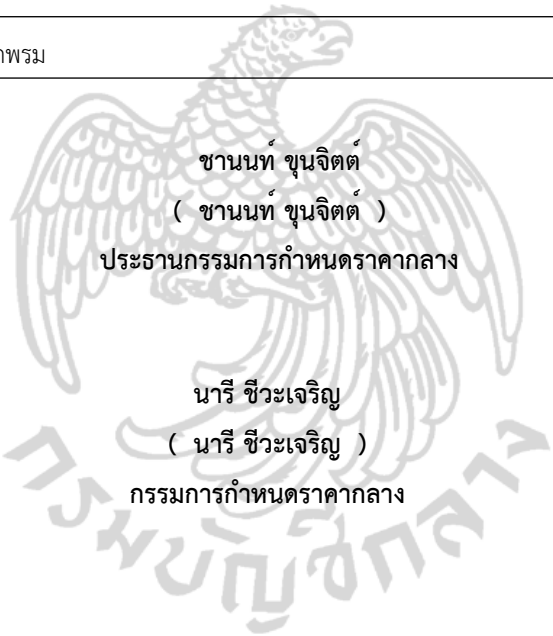 ชานนท์ ขุนจิตต์
( ชานนท์ ขุนจิตต์ )
ประธานกรรมการกำหนดราคากลาง
นารี ชีวะเจริญ
( นารี ชีวะเจริญ )
กรรมการกำหนดราคากลาง
กรมบัญชีกลาง